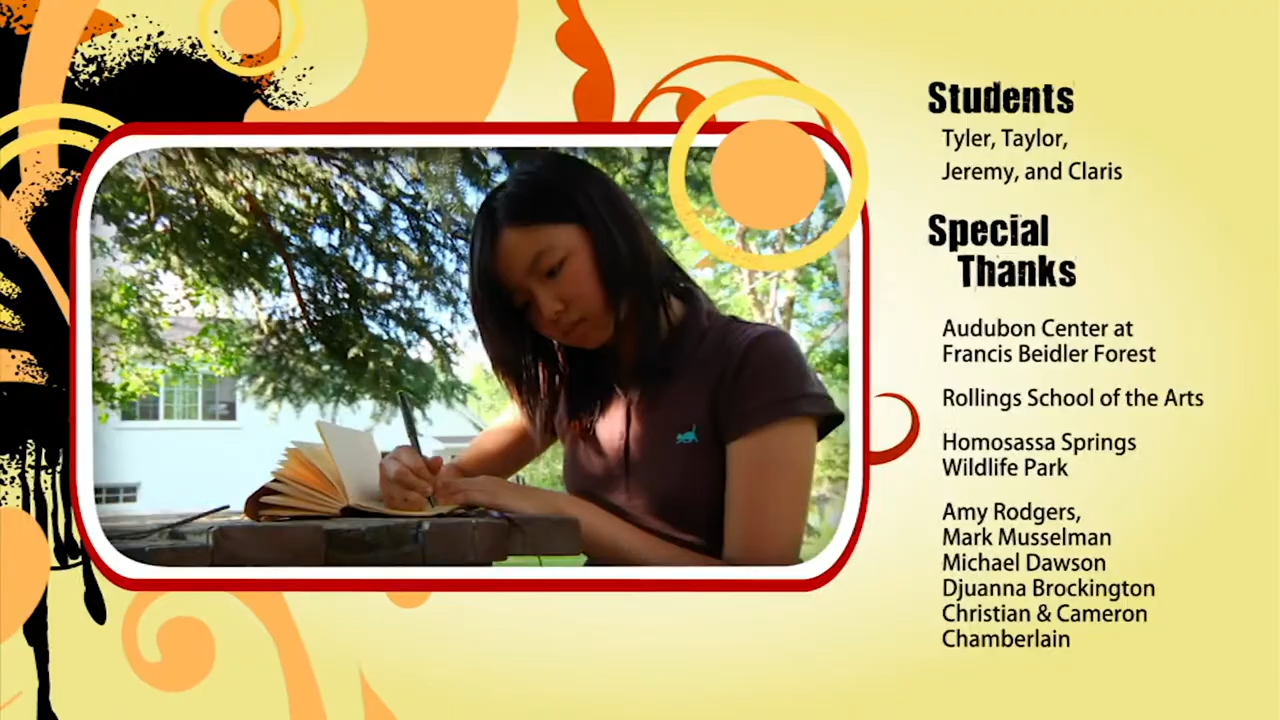 Students
Tyler, Taylor,
Jeremy, and Claris
Special
Thanks
Audubon Center at
Francis Beidler Forest
Rollings School of the Arts
Homosassa Springs
Wildlife Park
Amy Rodgers,
Mark Musselman
Michael Dawson
Djuanna Brockington
Christian & Cameron
Chamberlain